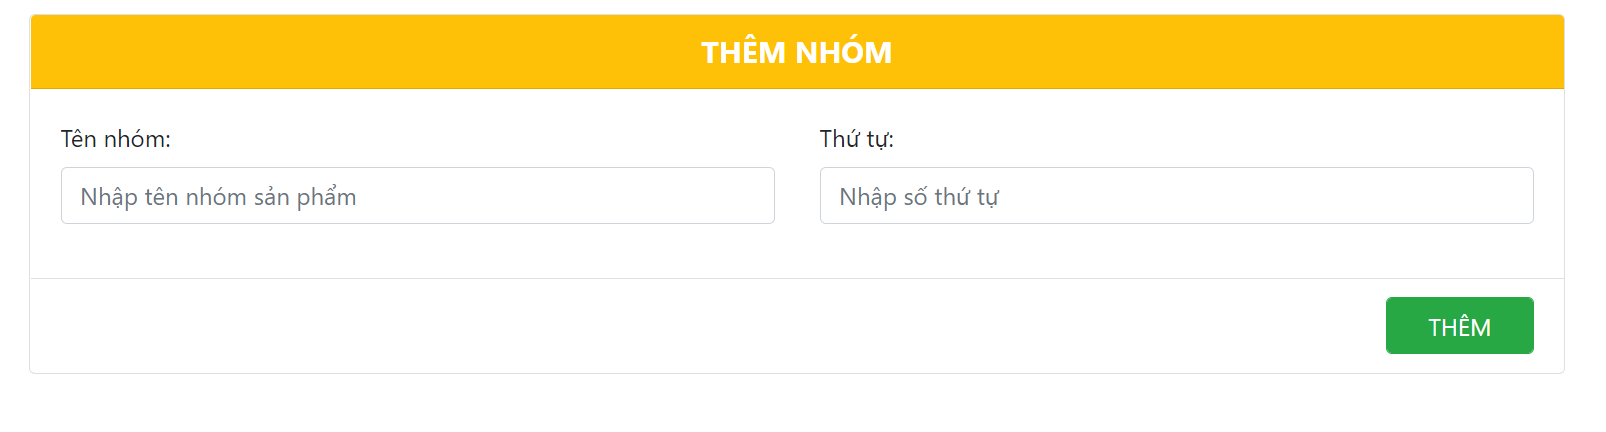 THÊM NHÓM
Tên nhóm:
Nhập tên nhóm sản phẩm
Thứ tự:
Nhập số thứ tự
THÊM